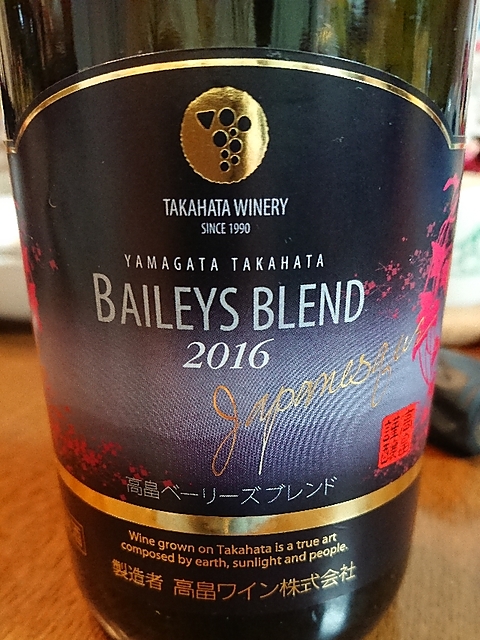 TAKAHATA WINERY
SINCE 1990
YAMAGATA TAKAHATA
BAILEYS BLEND
2016
Japanesque
高畠ベーリーズブレンド
Wine grown on Takahata is a true art
composed by earth, sunlight and people.
製造者 高畠ワイン株式会社